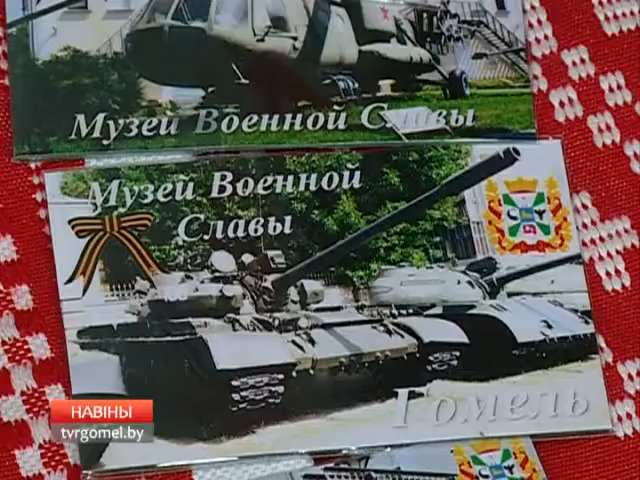 Музей Военной Славы
Музей Военной
Славы
Гомель
НАВІНЫ
tvrgomel.by